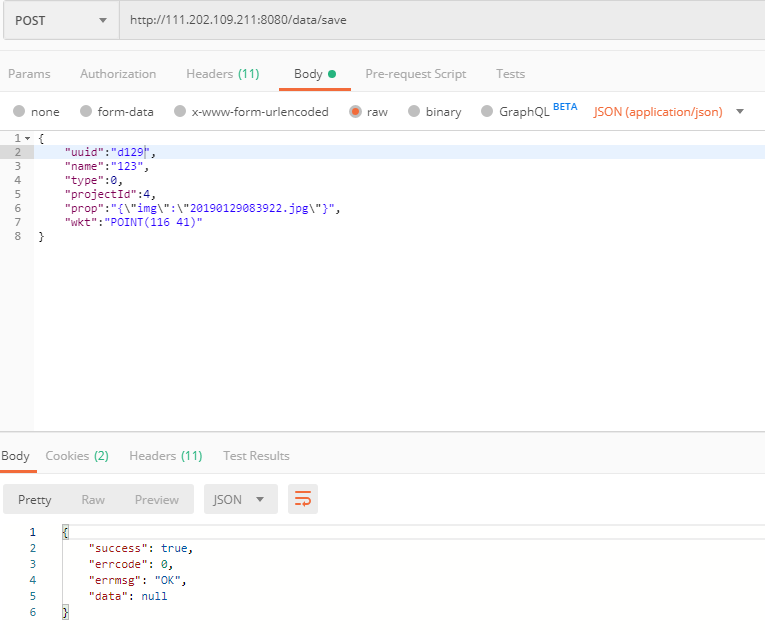 POST http://111.202.109.211:8080/data/save
Params Authorization Headers (11) Body Pre-request Script Tests
none form-data x-www-form-urlencoded raw binary GraphQL BETA JSON (application/json)
1 {
2 "uuid":"d129",
3 "name":"123",
4 "type":0,
5 "projectId":4,
6 "prop":"{\"img\":\"20190129083922.jpg\"}",
7 "wkt":"POINT(116 41)"
8 }
Body Cookies (2) Headers (11) Test Results
Pretty Raw Preview JSON
1 {
2 "success": true,
3 "errcode": 0,
4 "errmsg": "OK",
5 "data": null
6 }